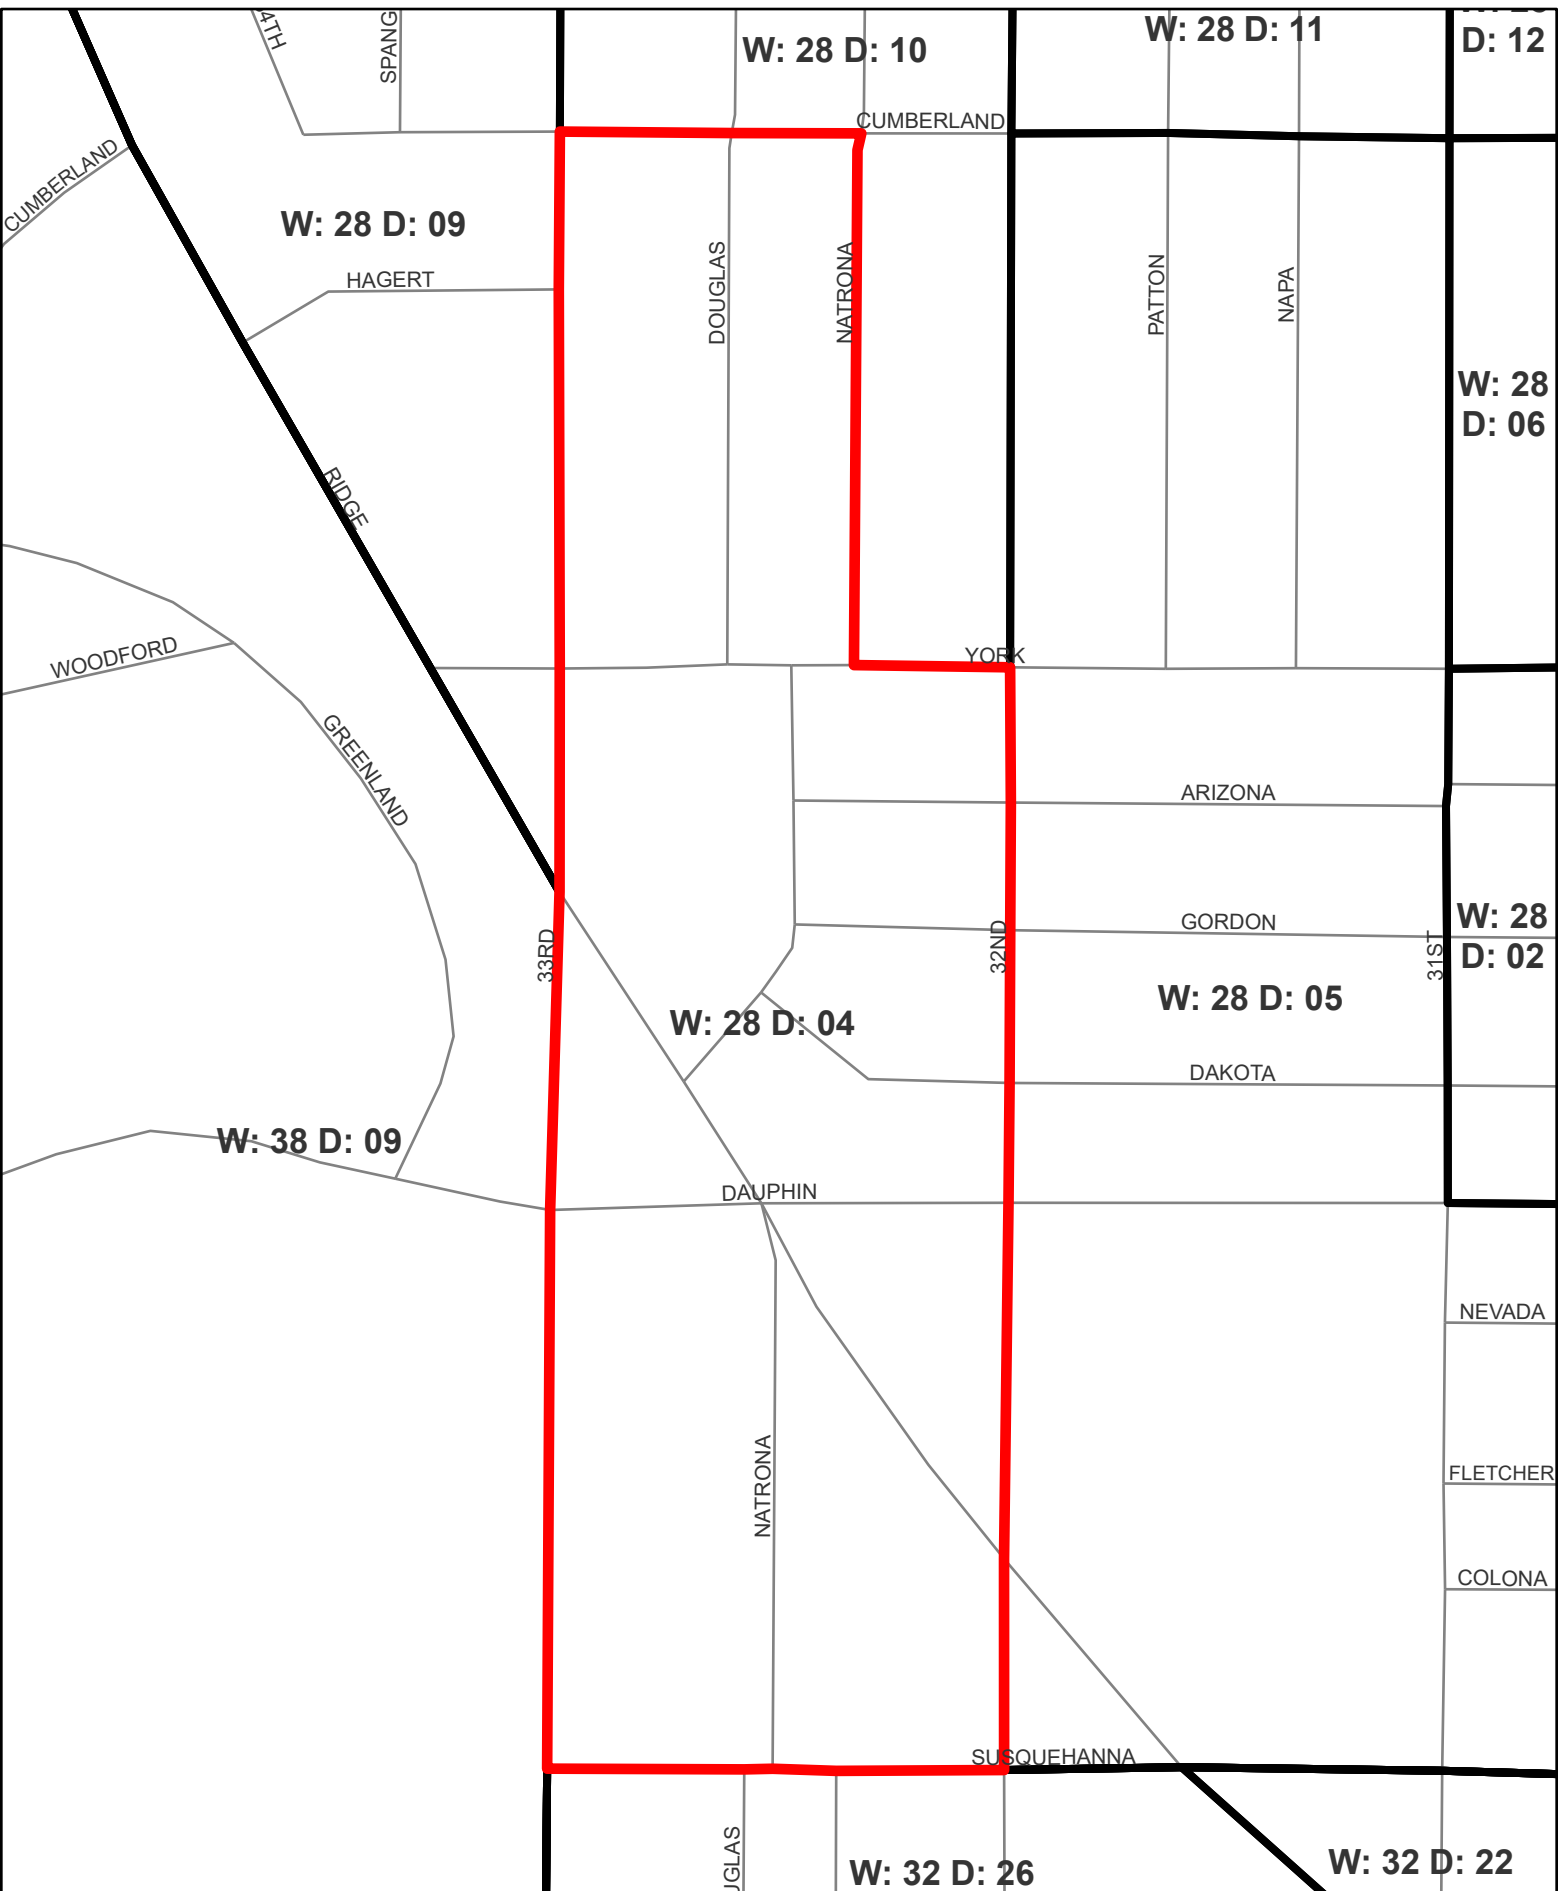 4TH
SPANG
W: 28 D: 10
W: 28 D: 11
D: 12
CUMBERLAND
CUMBERLAND
W: 28 D: 09
HAGERT
DOUGLAS
NATRONA
PATTON
NAPA
W: 28
D: 06
RIDGE
WOODFORD
YORK
GREENLAND
ARIZONA
33RD
32ND
GORDON
31ST
W: 28
D: 02
W: 28 D: 04
W: 28 D: 05
DAKOTA
W: 38 D: 09
DAUPHIN
NEVADA
NATRONA
FLETCHER
COLONA
SUSQUEHANNA
UGLAS
W: 32 D: 26
W: 32 D: 22